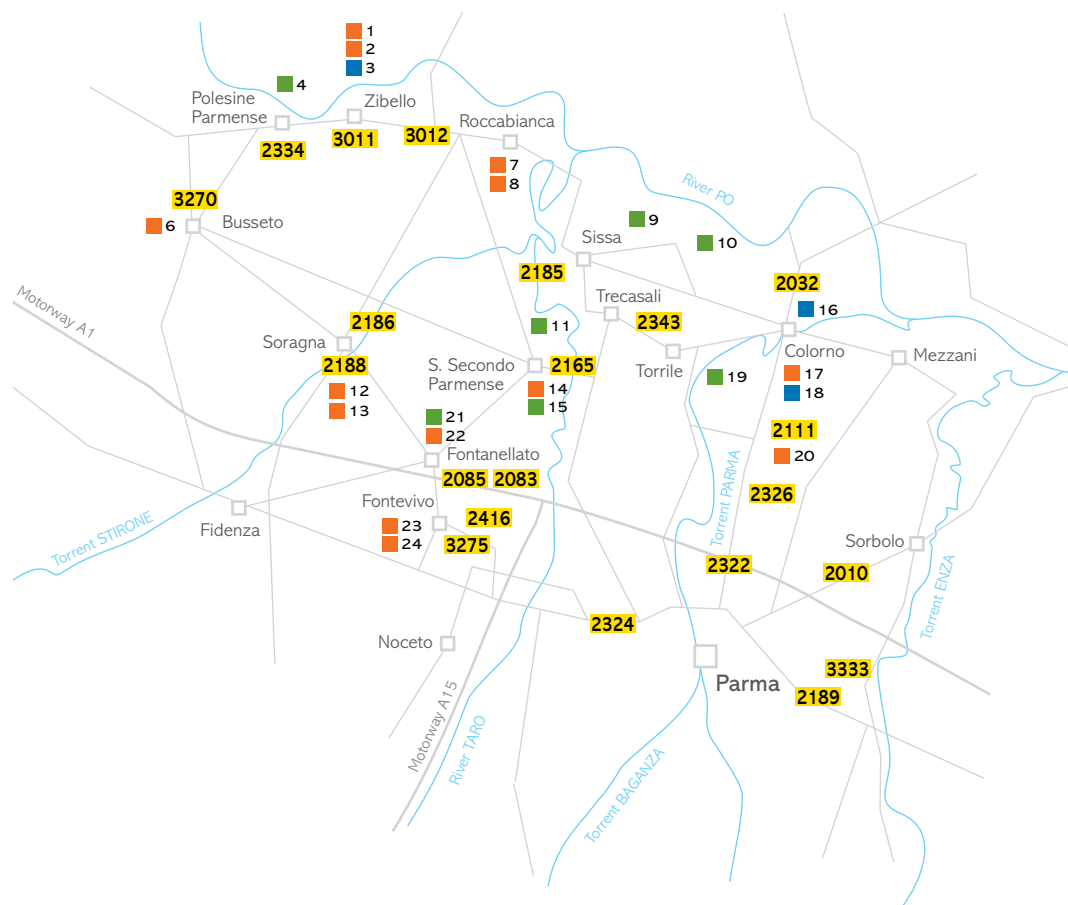 1
2
3
4
Polesine
Parmense
Zibello
Roccabianca
2334
3011
3012
7
8
River PO
3270
6
Busseto
9
10
Sissa
2185
2032
Motorway A1
Trecasali
16
2186
2343
11
Soragna
Colorno
Mezzani
2188
S. Secondo
Parmense
2165
Torrile
19
17
18
12
13
14
15
21
22
2111
20
Fontanellato
2085
2083
2326
Fontevivo
2416
23
24
3275
Fidenza
Torrent STIRONE
Torrent PARMA
Sorbolo
2322
2010
Torrent ENZA
2324
Noceto
Parma
3333
2189
Motorway A15
River TARO
Torrent BAGANZA